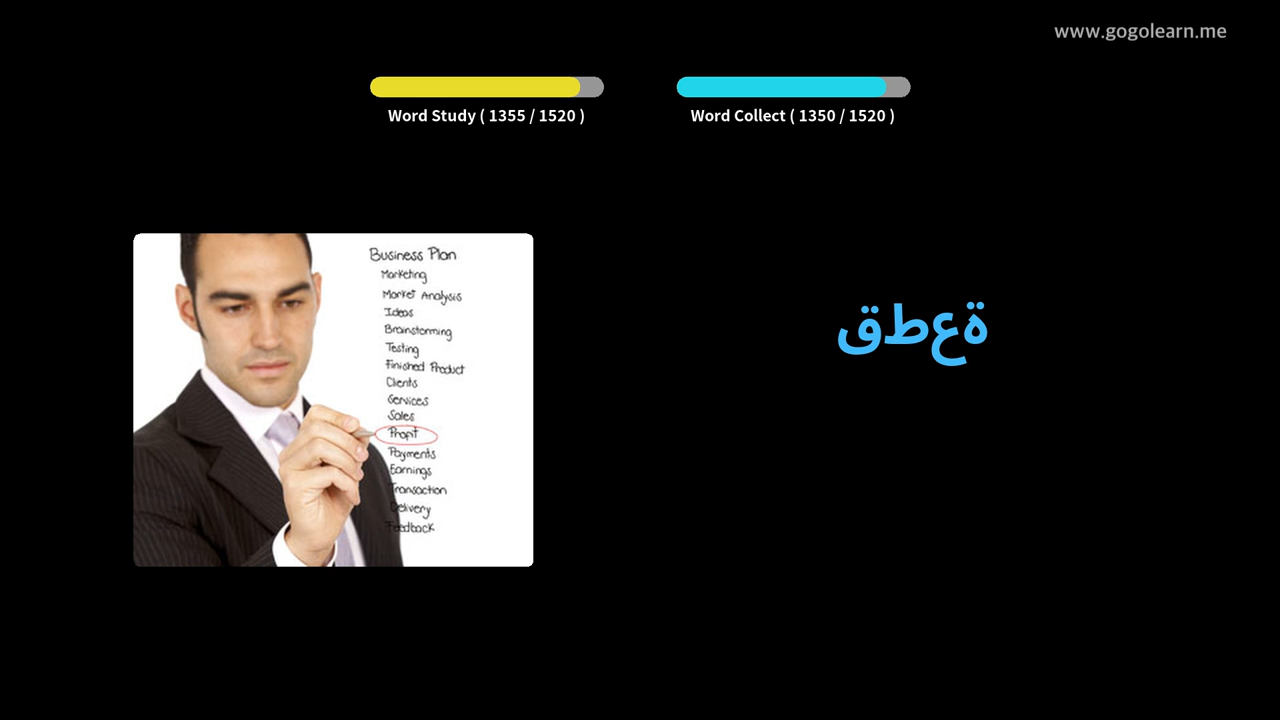 www.gogolearn.me
Word Study ( 1355 / 1520 )
Word Collect ( 1350 / 1520 )
Business Plan
Marketing
Market Analysis
Ideas
Brainstorming
Testing
Finished Product
Clients
Services
Sales
Profit
Payments
Earnings
Transaction
Delivery
Feedback
ةعطق